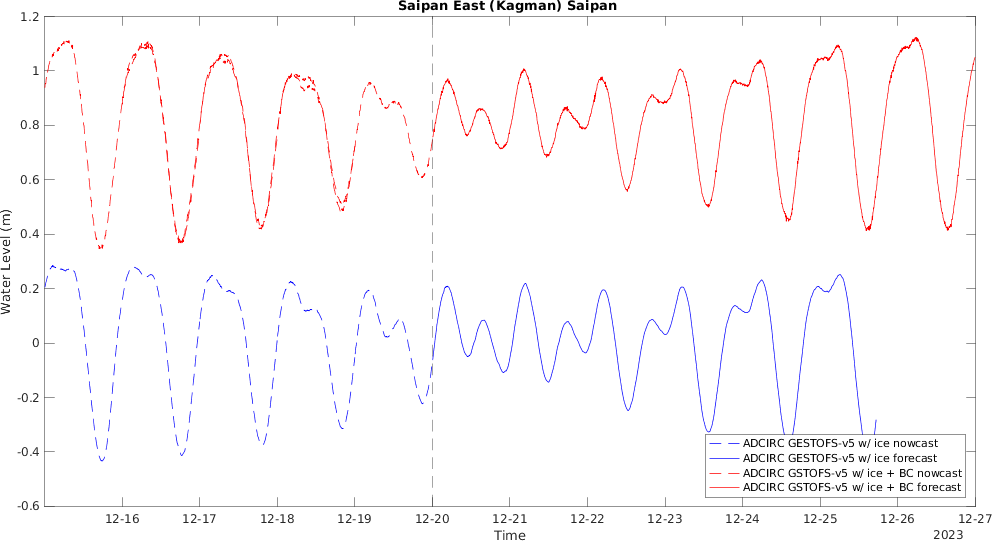 Saipan East (Kagman) Saipan
Water Level (m)
1.2
1
0.8
0.6
0.4
0.2
0
-0.2
-0.4
-0.6
ADCIRC GESTOFS-v5 w/ ice nowcast
ADCIRC GESTOFS-v5 w/ ice forecast
ADCIRC GSTOFS-v5 w/ ice + BC nowcast
ADCIRC GSTOFS-v5 w/ ice + BC forecast
12-16 12-17 12-18 12-19 12-20 12-21 12-22 12-23 12-24 12-25 12-26 12-27
Time
2023